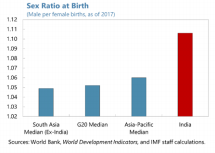 Sex Ratio at Birth
(Male per female births, as of 2017)
1.12
1.11
1.10
1.09
1.08
1.07
1.06
1.05
1.04
1.03
1.02
South Asia Median (Ex-India)
G20 Median
Asia-Pacific Median
India
Sources: World Bank, World Development Indicators, and IMF staff calculations.